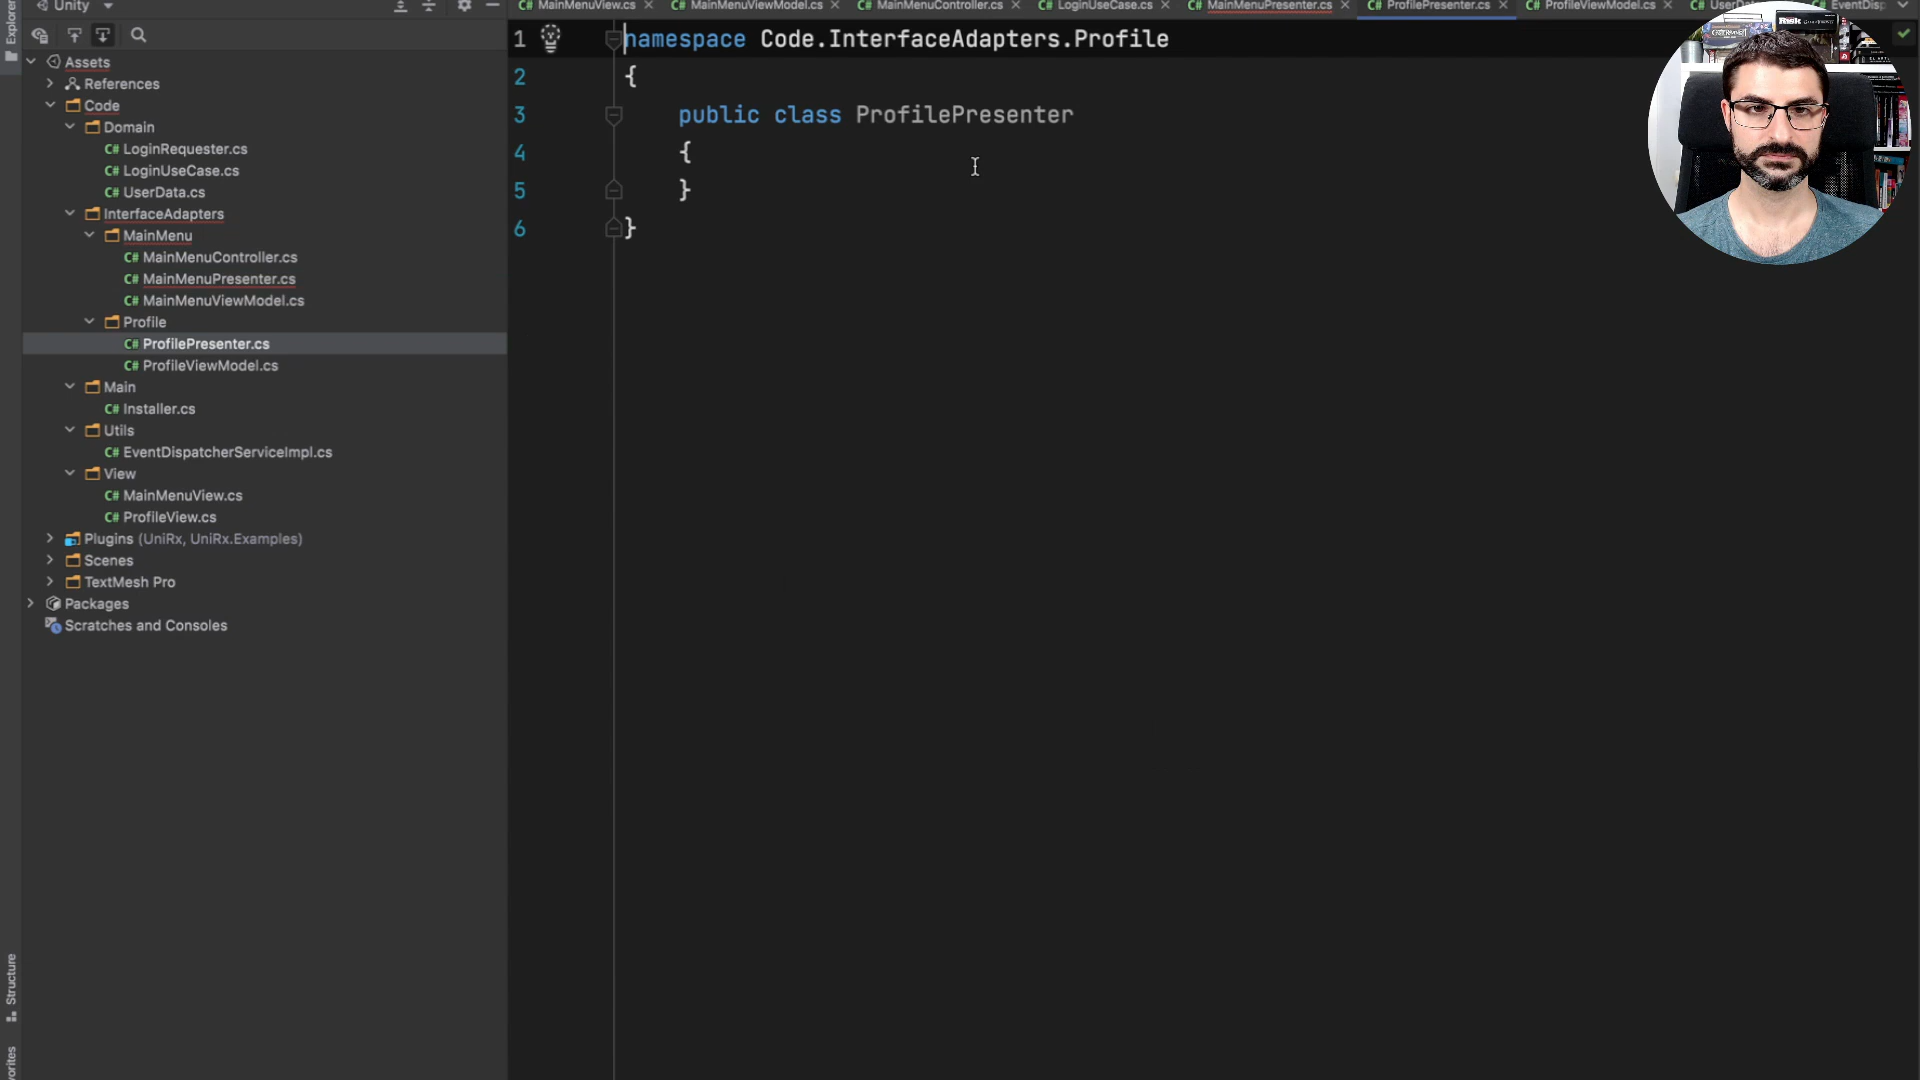 Unity
MainMenuView.cs
MainMenuViewModel.cs
MainMenuController.cs
LoginUseCase.cs
MainMenuPresenter.cs
ProfilePresenter.cs
ProfileViewModel.cs
Explorer
Assets
References
Code
Domain
C# LoginRequester.cs
C# LoginUseCase.cs
C# UserData.cs
InterfaceAdapters
MainMenu
C# MainMenuController.cs
C# MainMenuPresenter.cs
C# MainMenuViewModel.cs
Profile
C# ProfilePresenter.cs
C# ProfileViewModel.cs
Main
C# Installer.cs
Utils
C# EventDispatcherServiceImpl.cs
View
C# MainMenuView.cs
C# ProfileView.cs
Plugins (UniRx, UniRx.Examples)
Scenes
TextMesh Pro
Packages
Scratches and Consoles
Structure
1 namespace Code.InterfaceAdapters.Profile
2 {
3 public class ProfilePresenter
4 {
5 }
6 }
Risk